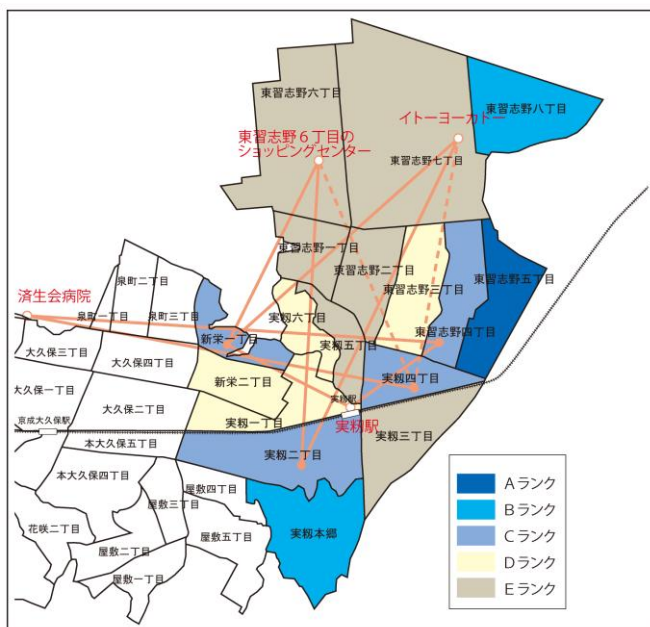 東習志野六丁目
東習志野八丁目
東習志野６丁目の
ショッピングセンター
イトーヨーカドー
東習志野七丁目
東習志野一丁目
東習志野二丁目
東習志野三丁目
東習志野五丁目
泉町二丁目
済生会病院
泉町一丁目
泉町三丁目
実籾六丁目
新栄一丁目
実籾五丁目
東習志野四丁目
大久保三丁目
大久保四丁目
新栄二丁目
実籾四丁目
大久保一丁目
大久保二丁目
実籾駅
実籾一丁目
実籾駅
京成大久保駅
本大久保五丁目
実籾三丁目
実籾二丁目
本大久保四丁目
屋敷四丁目
屋敷三丁目
花咲二丁目
屋敷五丁目
実籾本郷
屋敷二丁目
屋敷一丁目
Ａランク
Ｂランク
Ｃランク
Ｄランク
Ｅランク